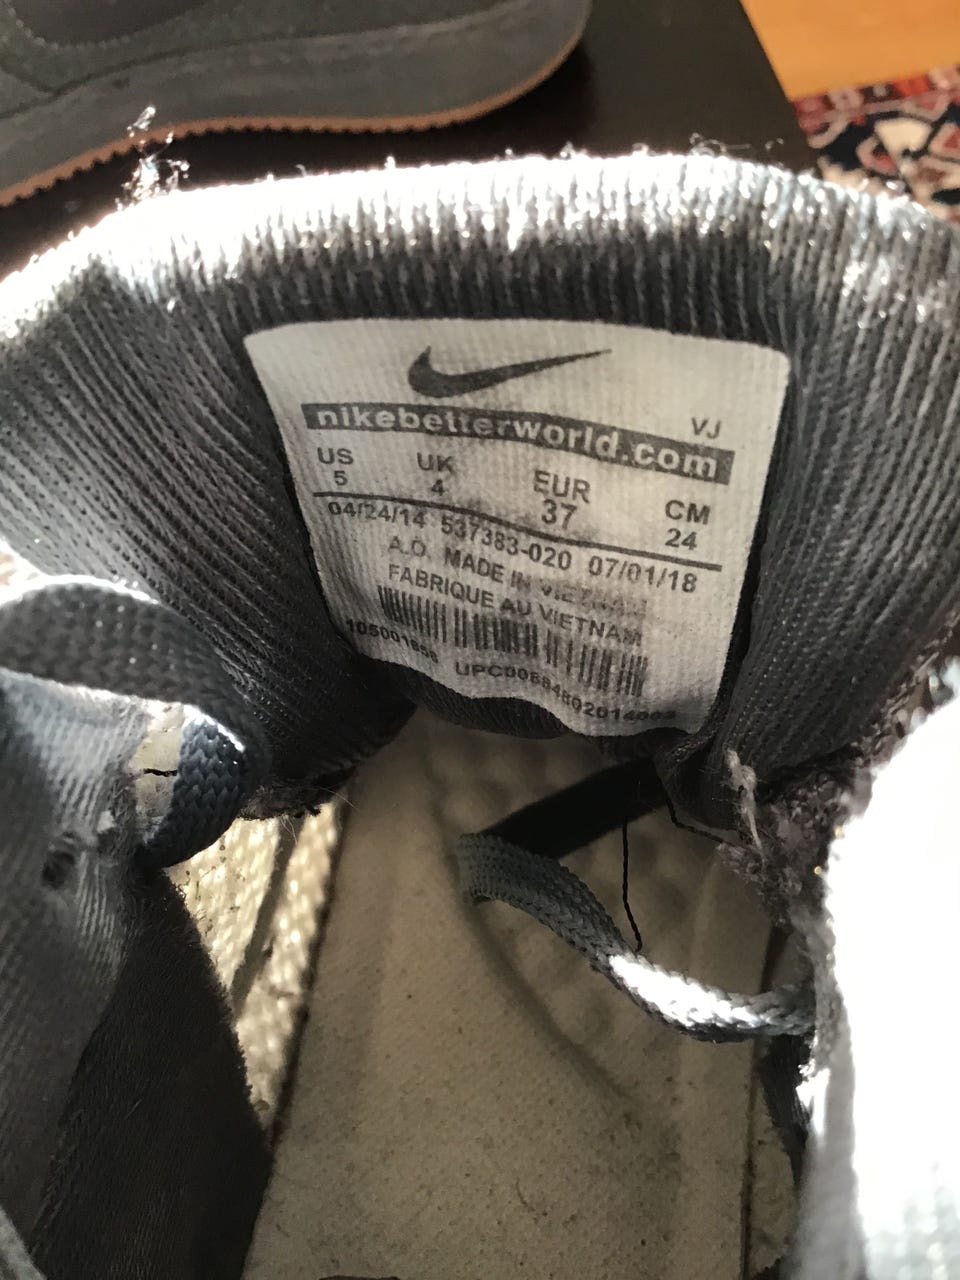 nikebetterworld.com
VJ
US UK EUR CM
5 4 37 24
04/24/14 537383-020 07/01/18
A.O. MADE IN VIETNAM
FABRIQUE AU VIETNAM